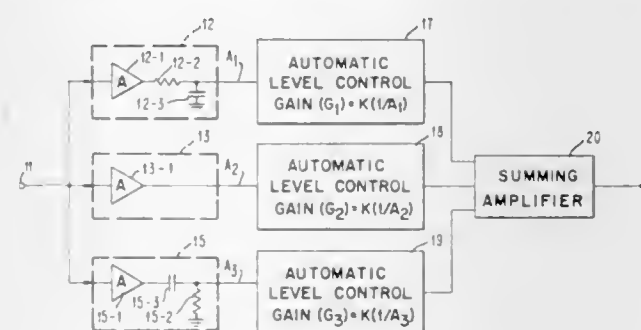 12
17
12-1
12-2
A
12-3
A1
AUTOMATIC
LEVEL CONTROL
GAIN (G1) = K(1/A1)
13
18
11
A
13-1
A2
AUTOMATIC
LEVEL CONTROL
GAIN (G2) = K(1/A2)
20
SUMMING
AMPLIFIER
15
19
A
15-1
15-3
15-2
A3
AUTOMATIC
LEVEL CONTROL
GAIN (G3) = K(1/A3)